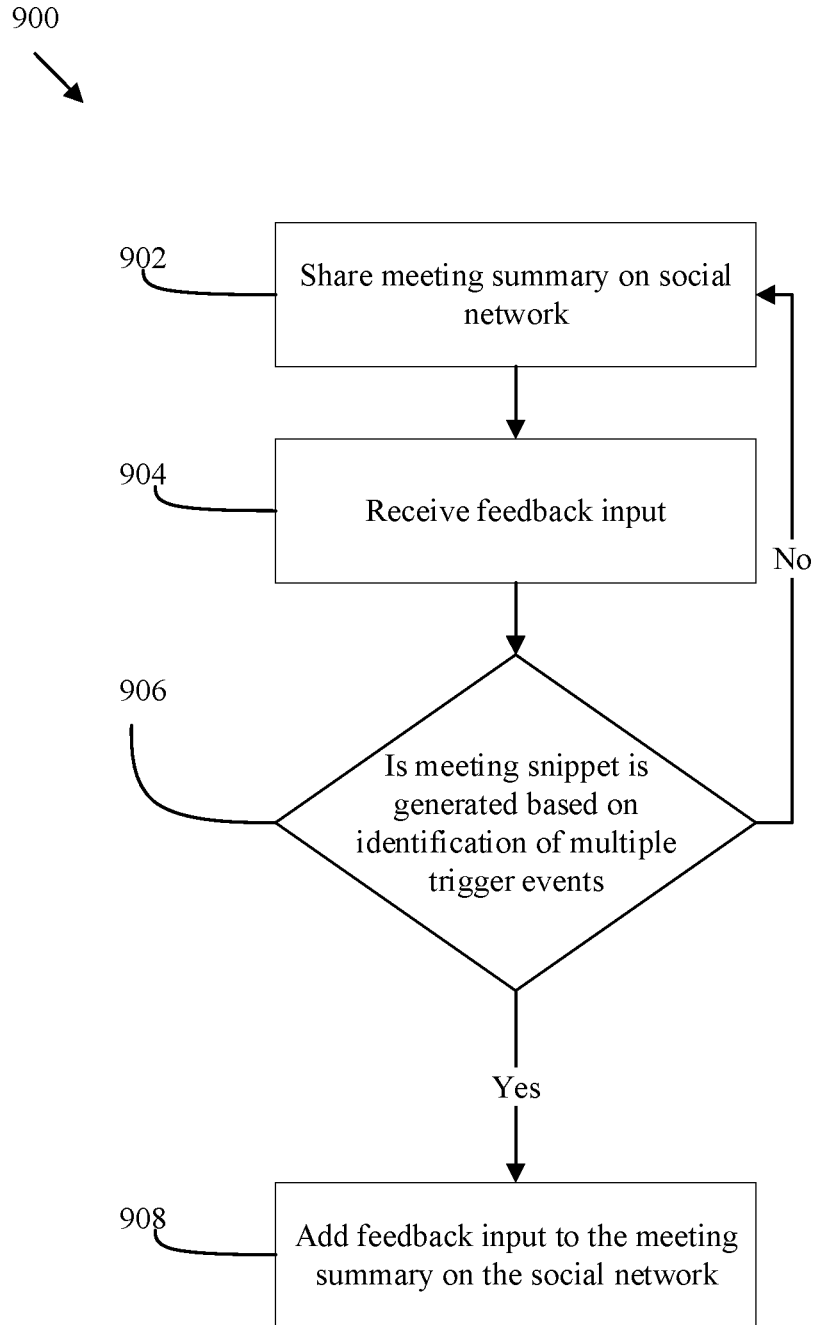 900
902
Share meeting summary on social
network
904
Receive feedback input
No
906
Is meeting snippet is
generated based on
identification of multiple
trigger events
Yes
908
Add feedback input to the meeting
summary on the social network